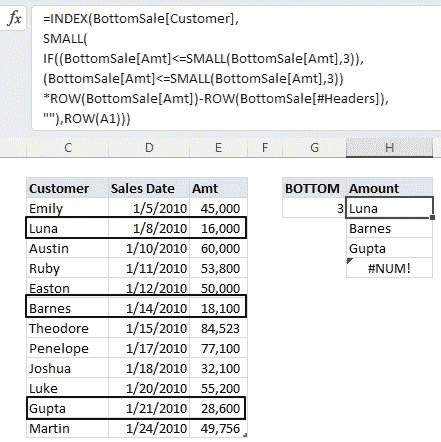 fx =INDEX(BottomSale[Customer],
SMALL(
IF((BottomSale[Amt]<=SMALL(BottomSale[Amt],3)),
(BottomSale[Amt]<=SMALL(BottomSale[Amt],3))
*ROW(BottomSale[Amt])-ROW(BottomSale[#Headers]),
""),ROW(A1)))
C D E F G H
Customer Sales Date Amt BOTTOM Amount
Emily 1/5/2010 45,000 3 Luna
Luna 1/8/2010 16,000 Barnes
Austin 1/10/2010 60,000 Gupta
Ruby 1/11/2010 53,800 #NUM!
Easton 1/12/2010 50,000
Barnes 1/14/2010 18,100
Theodore 1/15/2010 84,523
Penelope 1/17/2010 77,100
Joshua 1/18/2010 32,100
Luke 1/20/2010 55,200
Gupta 1/21/2010 28,600
Martin 1/24/2010 49,756